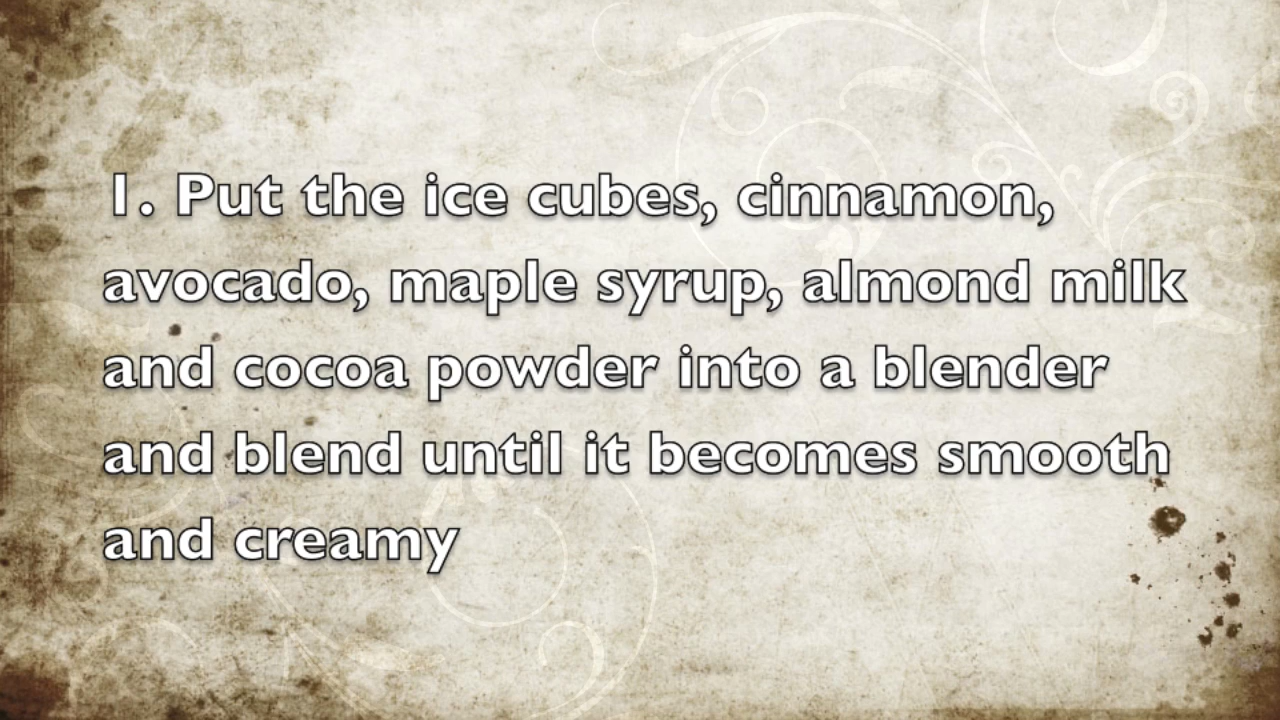 1. Put the ice cubes, cinnamon,
avocado, maple syrup, almond milk
and cocoa powder into a blender
and blend until it becomes smooth
and creamy